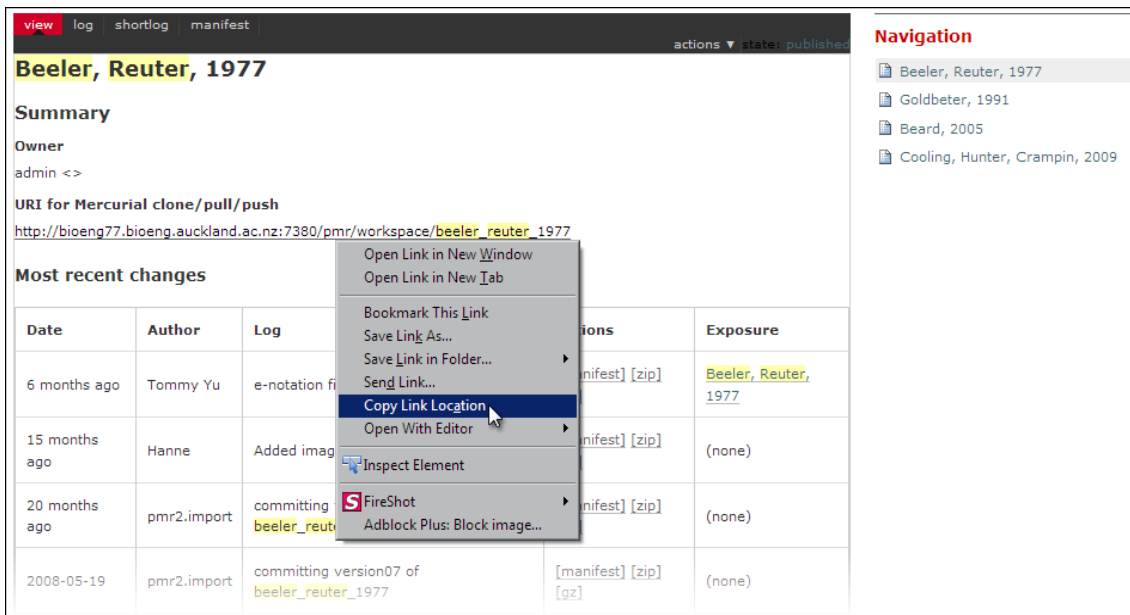 view log shortlog manifest
actions ▼ state: published
Beeler, Reuter, 1977
Summary
Owner
admin <>
URI for Mercurial clone/pull/push
http://bioeng77.bioeng.auckland.ac.nz:7380/pmr/workspace/beeler_reuter_1977
Most recent changes
Date Author Log ions Exposure
6 months ago Tommy Yu e-notation fi nifest] [zip] Beeler, Reuter,
1977
15 months
ago Hanne Added imag nifest] [zip] (none)
20 months
ago pmr2.import committing nifest] [zip] (none)
beeler_reut
2008-05-19 pmr2.import committing version07 of
beeler_reuter_1977 [manifest] [zip]
[gz] (none)
Open Link in New Window
Open Link in New Tab
Bookmark This Link
Save Link As...
Save Link in Folder...
Send Link...
Copy Link Location
Open With Editor
Inspect Element
S FireShot
Adblock Plus: Block image...
Navigation
Beeler, Reuter, 1977
Goldbeter, 1991
Beard, 2005
Cooling, Hunter, Crampin, 2009